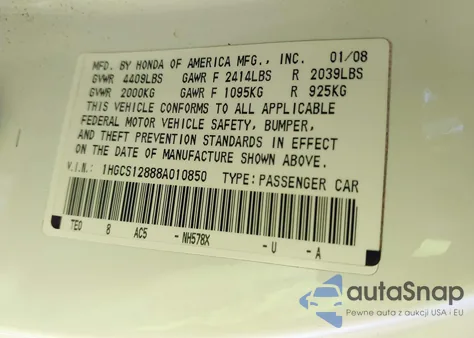 MFD. BY HONDA OF AMERICA MFG., INC. 01/08
GVWR 4409LBS GAWR F 2414LBS R 2039LBS
GVWR 2000KG GAWR F 1095KG R 925KG
THIS VEHICLE CONFORMS TO ALL APPLICABLE
FEDERAL MOTOR VEHICLE SAFETY, BUMPER,
AND THEFT PREVENTION STANDARDS IN EFFECT
ON THE DATE OF MANUFACTURE SHOWN ABOVE.
V.I.N.: 1HGCS12888A010850 TYPE: PASSENGER CAR
TEO 8 AC5 -NH578X -U -A
autoSnap
Pewne auta z aukcji USA i EU